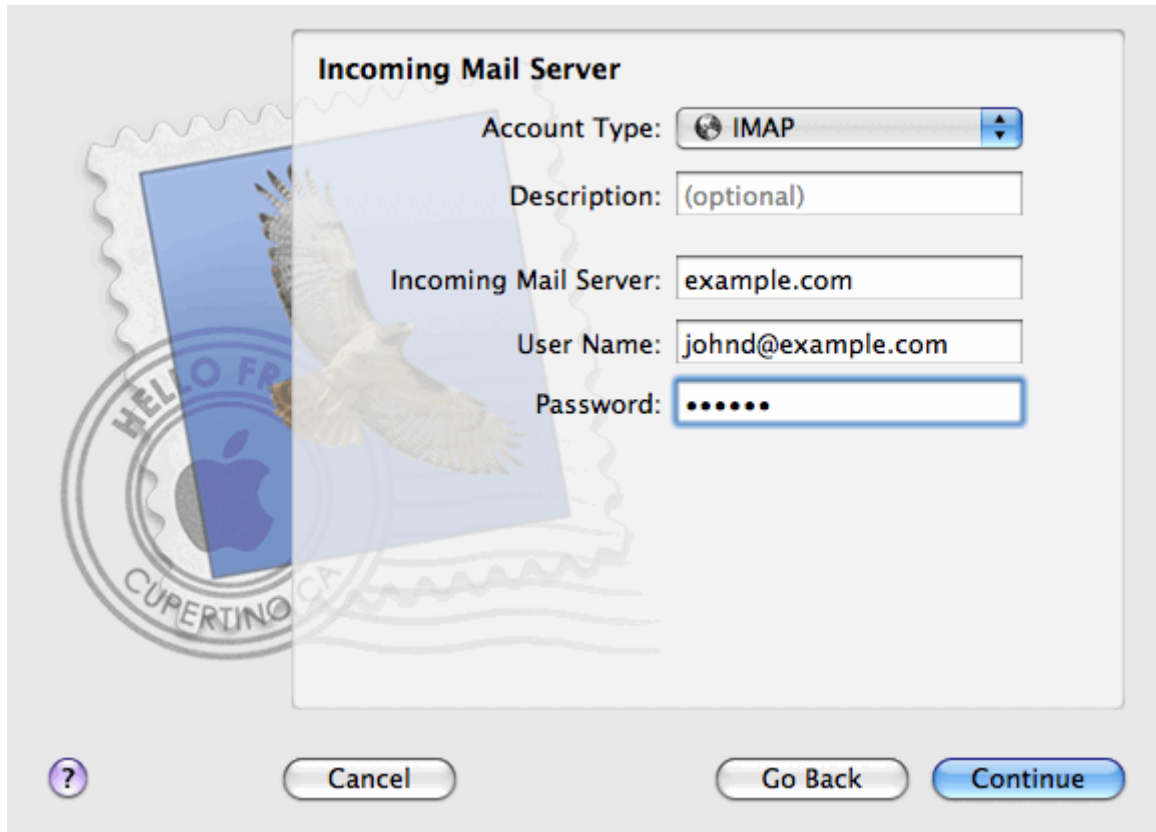 Incoming Mail Server
Account Type: IMAP
Description: (optional)
Incoming Mail Server: example.com
User Name: johnd@example.com
Password: ••••••
HELLO FR
CUPERTINO CA
? Cancel Go Back Continue